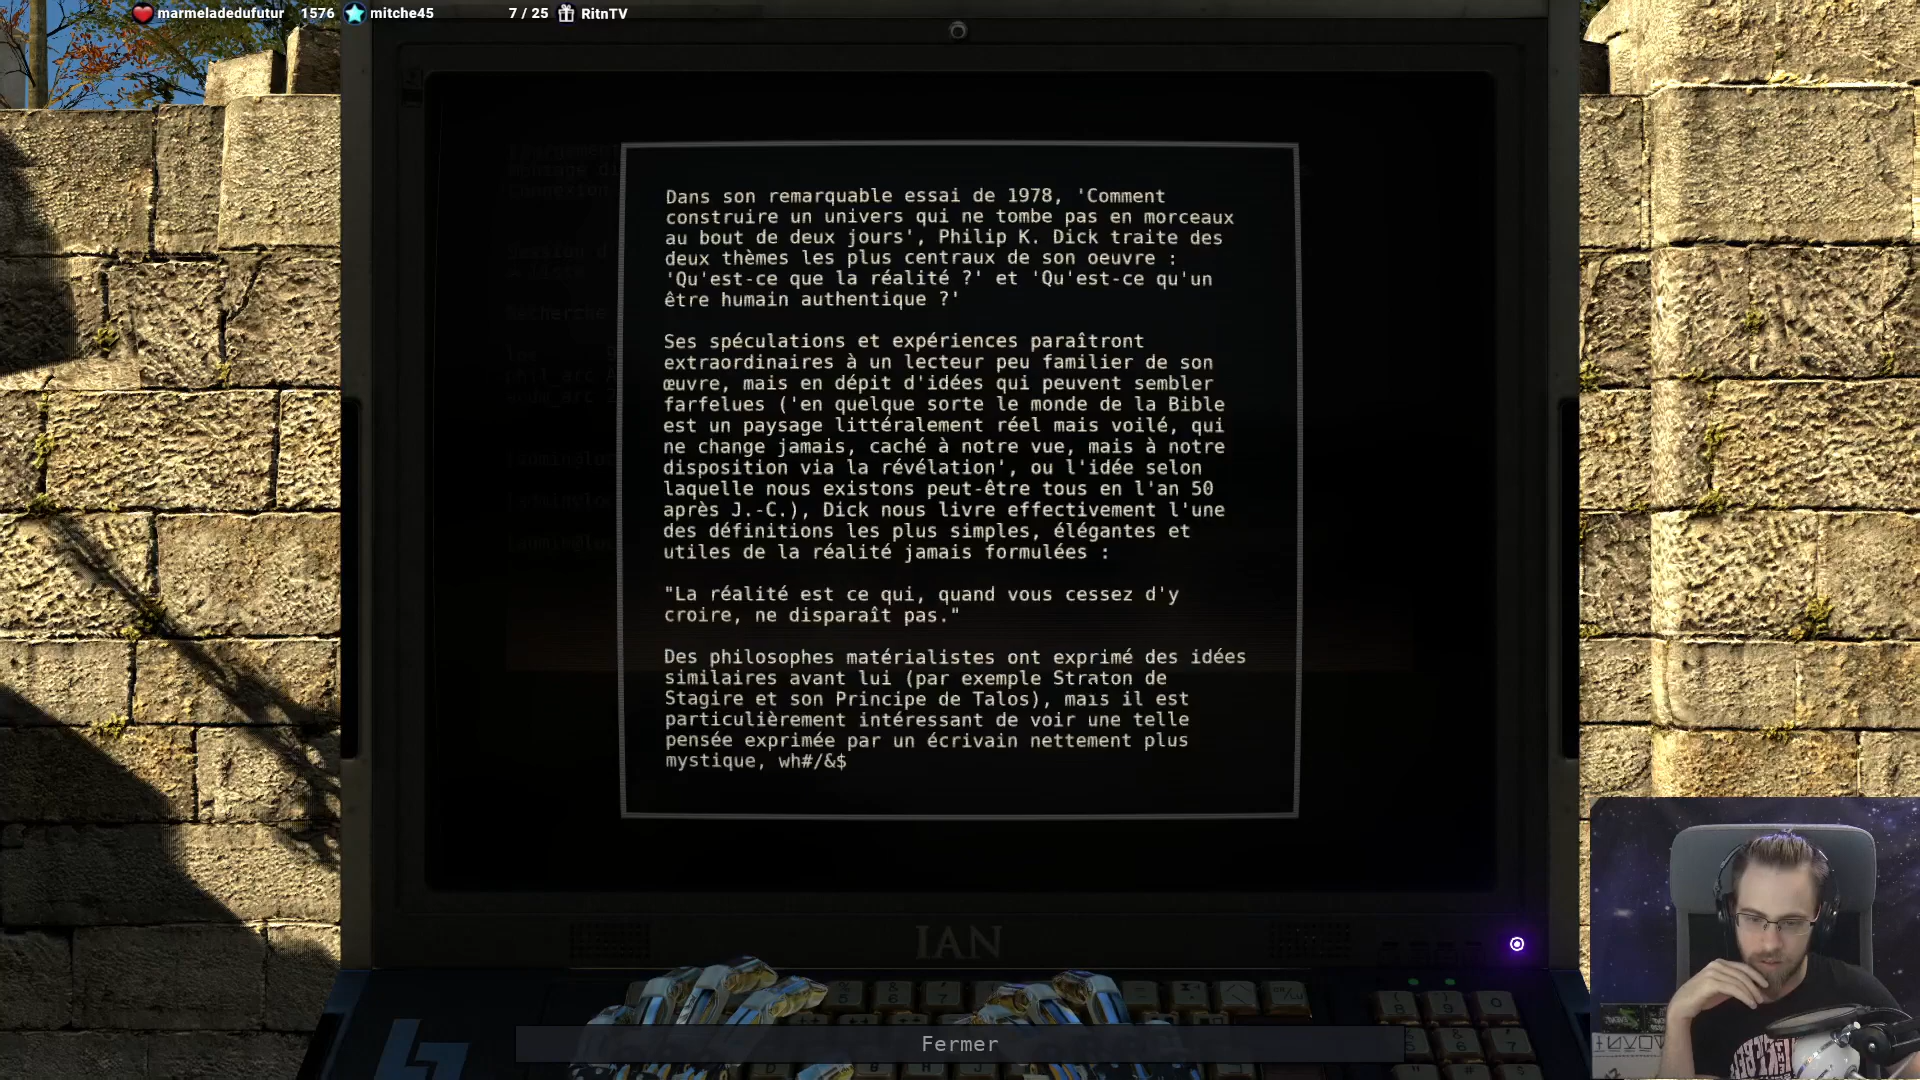 marmeladedufutur 1576 mitche45 7 / 25 RitnTV
Dans son remarquable essai de 1978, 'Comment
construire un univers qui ne tombe pas en morceaux
au bout de deux jours', Philip K. Dick traite des
deux thèmes les plus centraux de son oeuvre :
'Qu'est-ce que la réalité ?' et 'Qu'est-ce qu'un
être humain authentique ?'
Ses spéculations et expériences paraîtront
extraordinaires à un lecteur peu familier de son
œuvre, mais en dépit d'idées qui peuvent sembler
farfelues ('en quelque sorte le monde de la Bible
est un paysage littéralement réel mais voilé, qui
ne change jamais, caché à notre vue, mais à notre
disposition via la révélation', ou l'idée selon
laquelle nous existons peut-être tous en l'an 50
après J.-C.), Dick nous livre effectivement l'une
des définitions les plus simples, élégantes et
utiles de la réalité jamais formulées :
"La réalité est ce qui, quand vous cessez d'y
croire, ne disparaît pas."
Des philosophes matérialistes ont exprimé des idées
similaires avant lui (par exemple Straton de
Stagire et son Principe de Talos), mais il est
particulièrement intéressant de voir une telle
pensée exprimée par un écrivain nettement plus
mystique, wh#/&$
IAN
Fermer